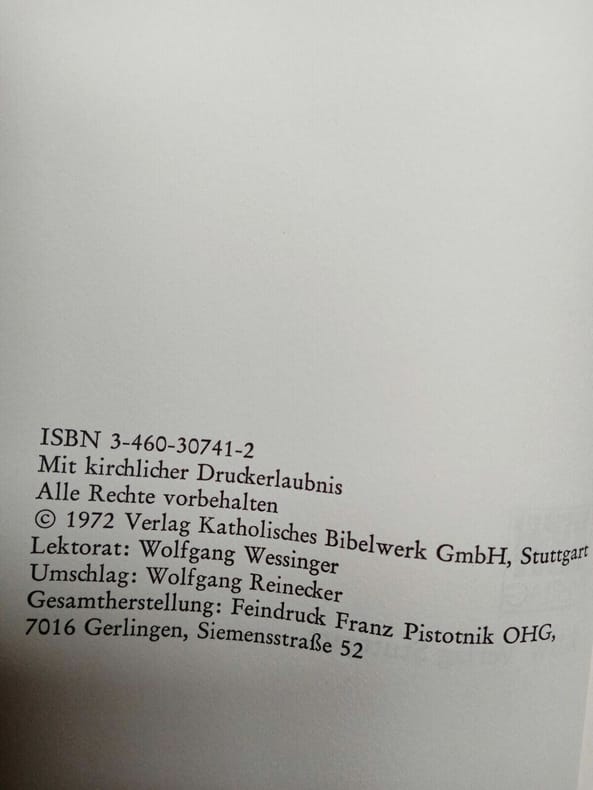 ISBN 3-460-30741-2
Mit kirchlicher Druckerlaubnis
Alle Rechte vorbehalten
© 1972 Verlag Katholisches Bibelwerk GmbH, Stuttgart
Lektorat: Wolfgang Wessinger
Umschlag: Wolfgang Reinecker
Gesamtherstellung: Feindruck Franz Pistotnik OHG,
7016 Gerlingen, Siemensstraße 52